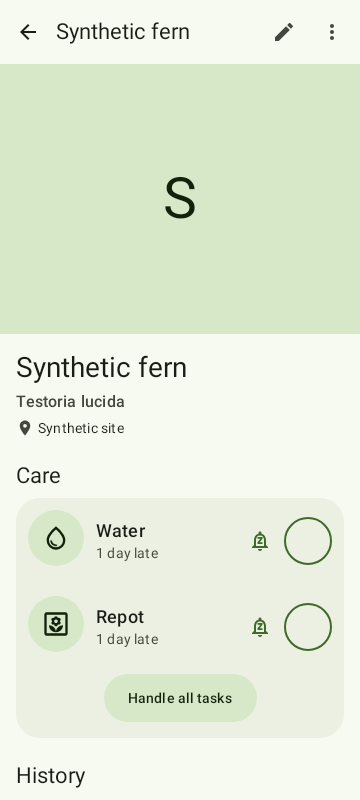 Synthetic fern
S
Synthetic fern
Testoria lucida
Synthetic site
Care
Water
1 day late
Repot
1 day late
Handle all tasks
History